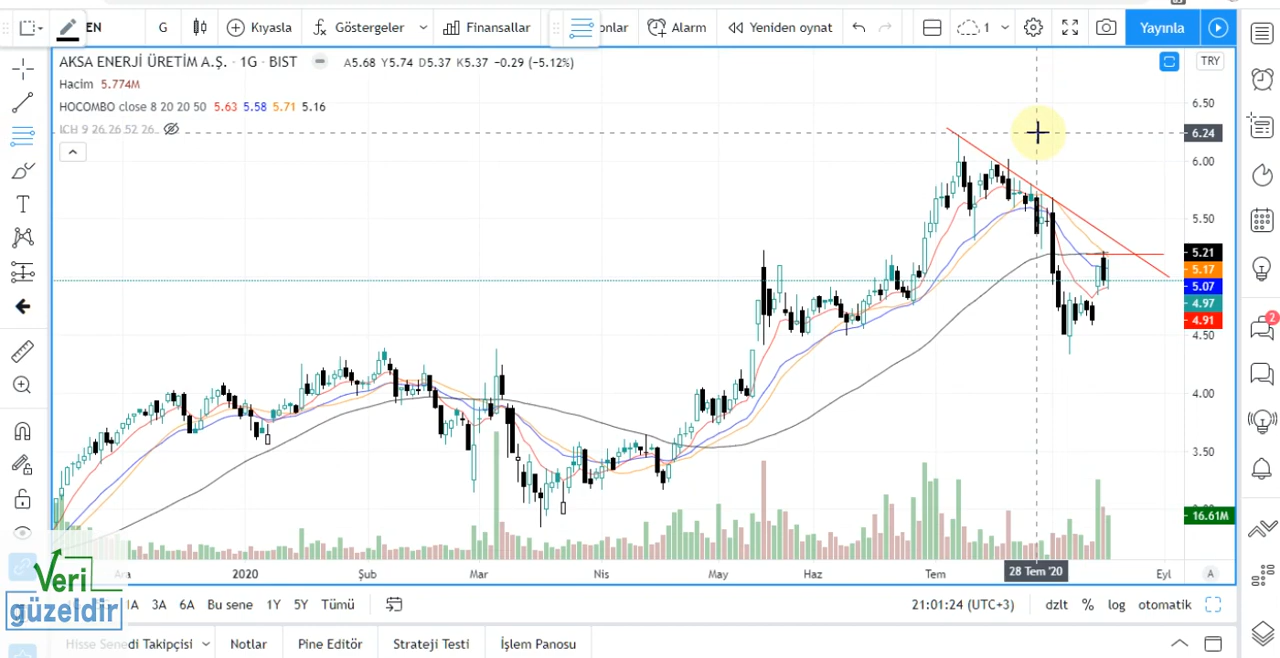 EN G Kıyasla Göstergeler Finansallar onlar Alarm Yeniden oynat 1 Yayınla
AKSA ENERJİ ÜRETİM A.Ş. · 1G · BIST A5.68 Y5.74 D5.37 K5.37 −0.29 (−5.12%) TRY
Hacim 5.774M
HOCOMBO close 8 20 20 50 5.63 5.58 5.71 5.16
ICH 9 26 26 52 26
6.50
6.24
6.00
5.50
5.21
5.17
5.07
4.97
4.91
4.50
4.00
3.50
16.61M
2
Ara 2020 Şub Mar Nis May Haz Tem 28 Tem '20 Eyl A
Veri
güzeldir
1A 3A 6A Bu sene 1Y 5Y Tümü 21:01:24 (UTC+3) dzlt % log otomatik
Hisse Senedi Takipçisi Notlar Pine Editör Strateji Testi İşlem Panosu